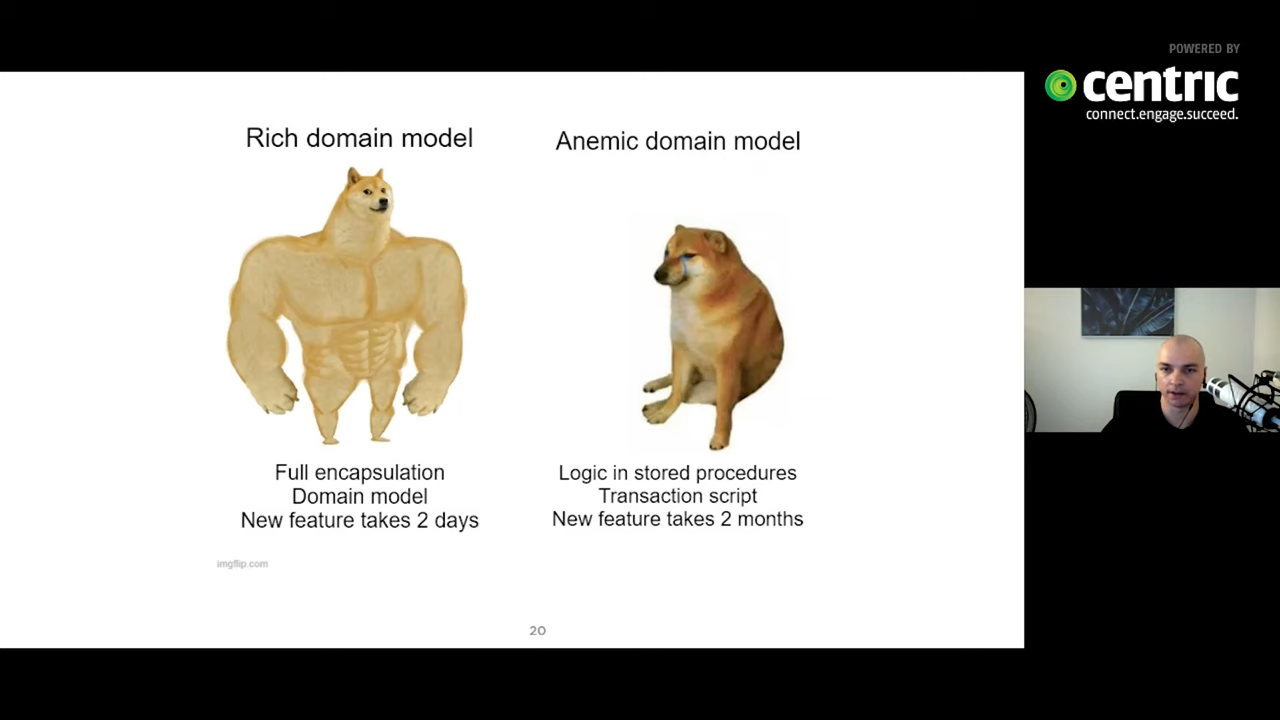 POWERED BY
centric
connect.engage.succeed.
Rich domain model
Anemic domain model
Full encapsulation
Domain model
New feature takes 2 days
Logic in stored procedures
Transaction script
New feature takes 2 months
imgflip.com
20